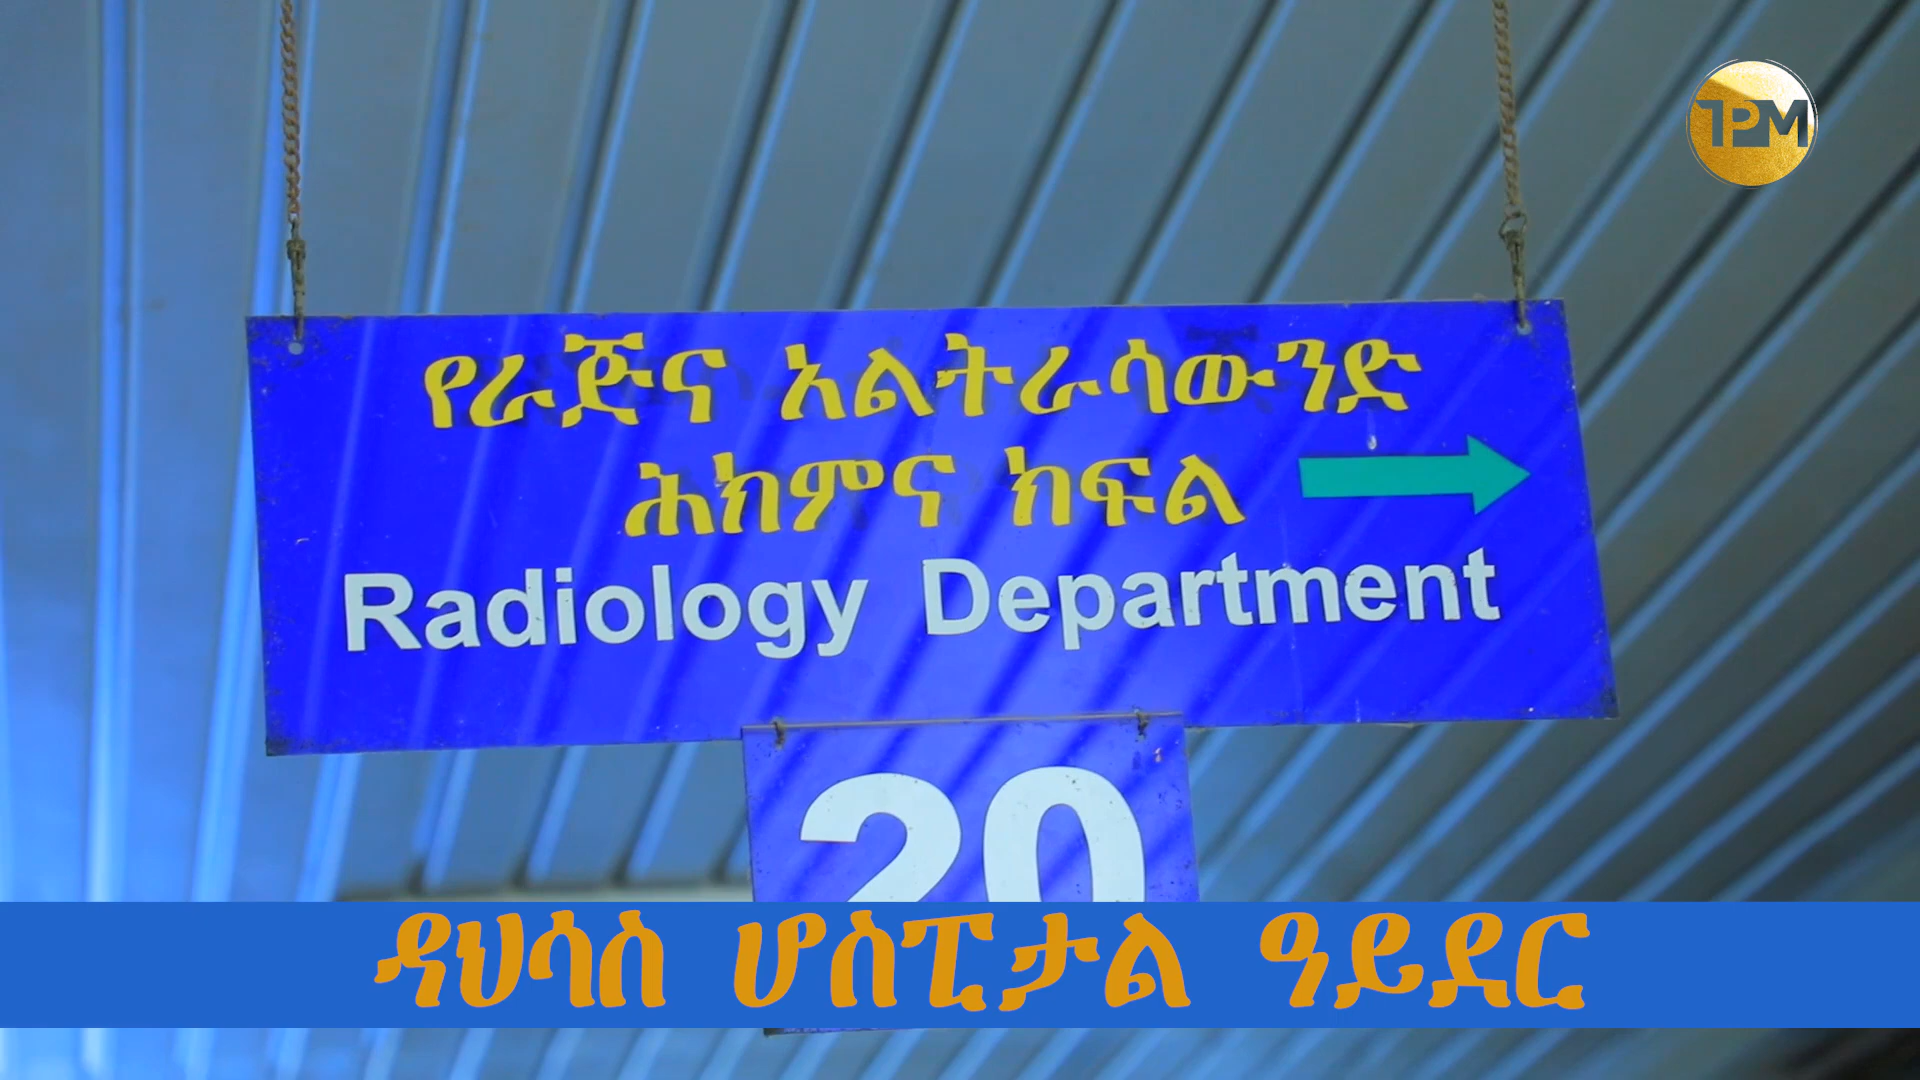 TPM
የራጅና አልትራሳውንድ
ሕክምና ክፍል
Radiology Department
20
ዳህሳስ ሆስፒታል ዓይደር